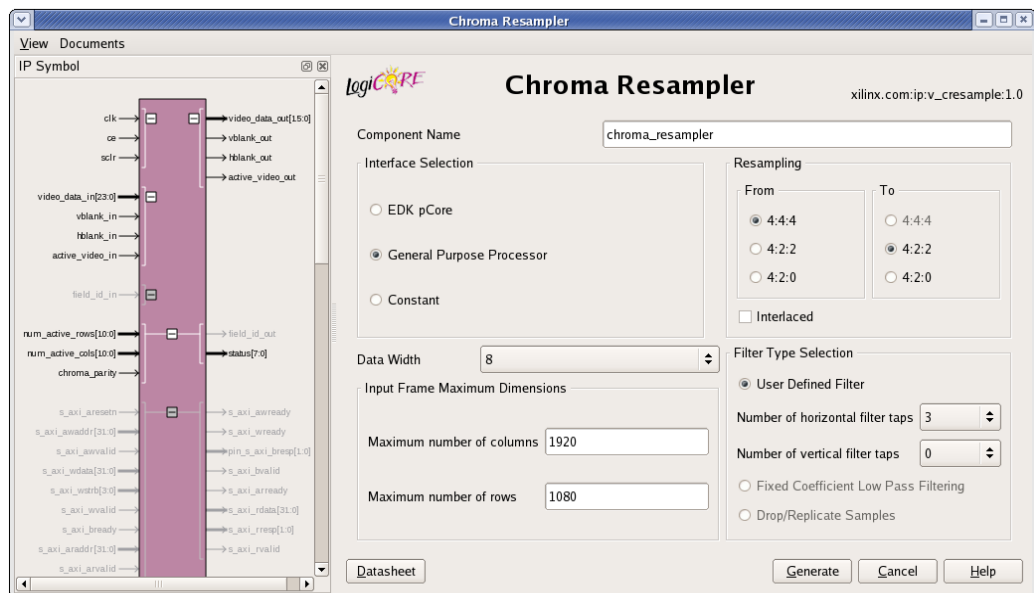 Chroma Resampler
View Documents
IP Symbol
clk
ce
sclr
video_data_in[23:0]
vblank_in
hblank_in
active_video_in
field_id_in
num_active_rows[10:0]
num_active_cols[10:0]
chroma_parity
s_axi_aresetn
s_axi_awaddr[31:0]
s_axi_awvalid
s_axi_wdata[31:0]
s_axi_wstrb[3:0]
s_axi_wvalid
s_axi_bready
s_axi_araddr[31:0]
s_axi_arvalid
video_data_out[15:0]
vblank_out
hblank_out
active_video_out
field_id_out
status[7:0]
s_axi_awready
s_axi_wready
pin_s_axi_bresp[1:0]
s_axi_bvalid
s_axi_arready
s_axi_rdata[31:0]
s_axi_rresp[1:0]
s_axi_rvalid
LogiCORE
Chroma Resampler
xilinx.com:ip:v_cresample:1.0
Component Name chroma_resampler
Interface Selection
EDK pCore
General Purpose Processor
Constant
Data Width 8
Input Frame Maximum Dimensions
Maximum number of columns 1920
Maximum number of rows 1080
Resampling
From
4:4:4
4:2:2
4:2:0
To
4:4:4
4:2:2
4:2:0
Interlaced
Filter Type Selection
User Defined Filter
Number of horizontal filter taps 3
Number of vertical filter taps 0
Fixed Coefficient Low Pass Filtering
Drop/Replicate Samples
Datasheet
Generate
Cancel
Help